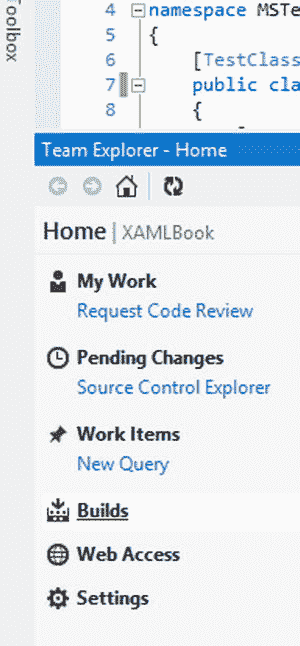 Toolbox
4 namespace MSTe
5 {
6 [TestClass
7 public cla
8 {
Team Explorer - Home
Home | XAMLBook
My Work
Request Code Review
Pending Changes
Source Control Explorer
Work Items
New Query
Builds
Web Access
Settings